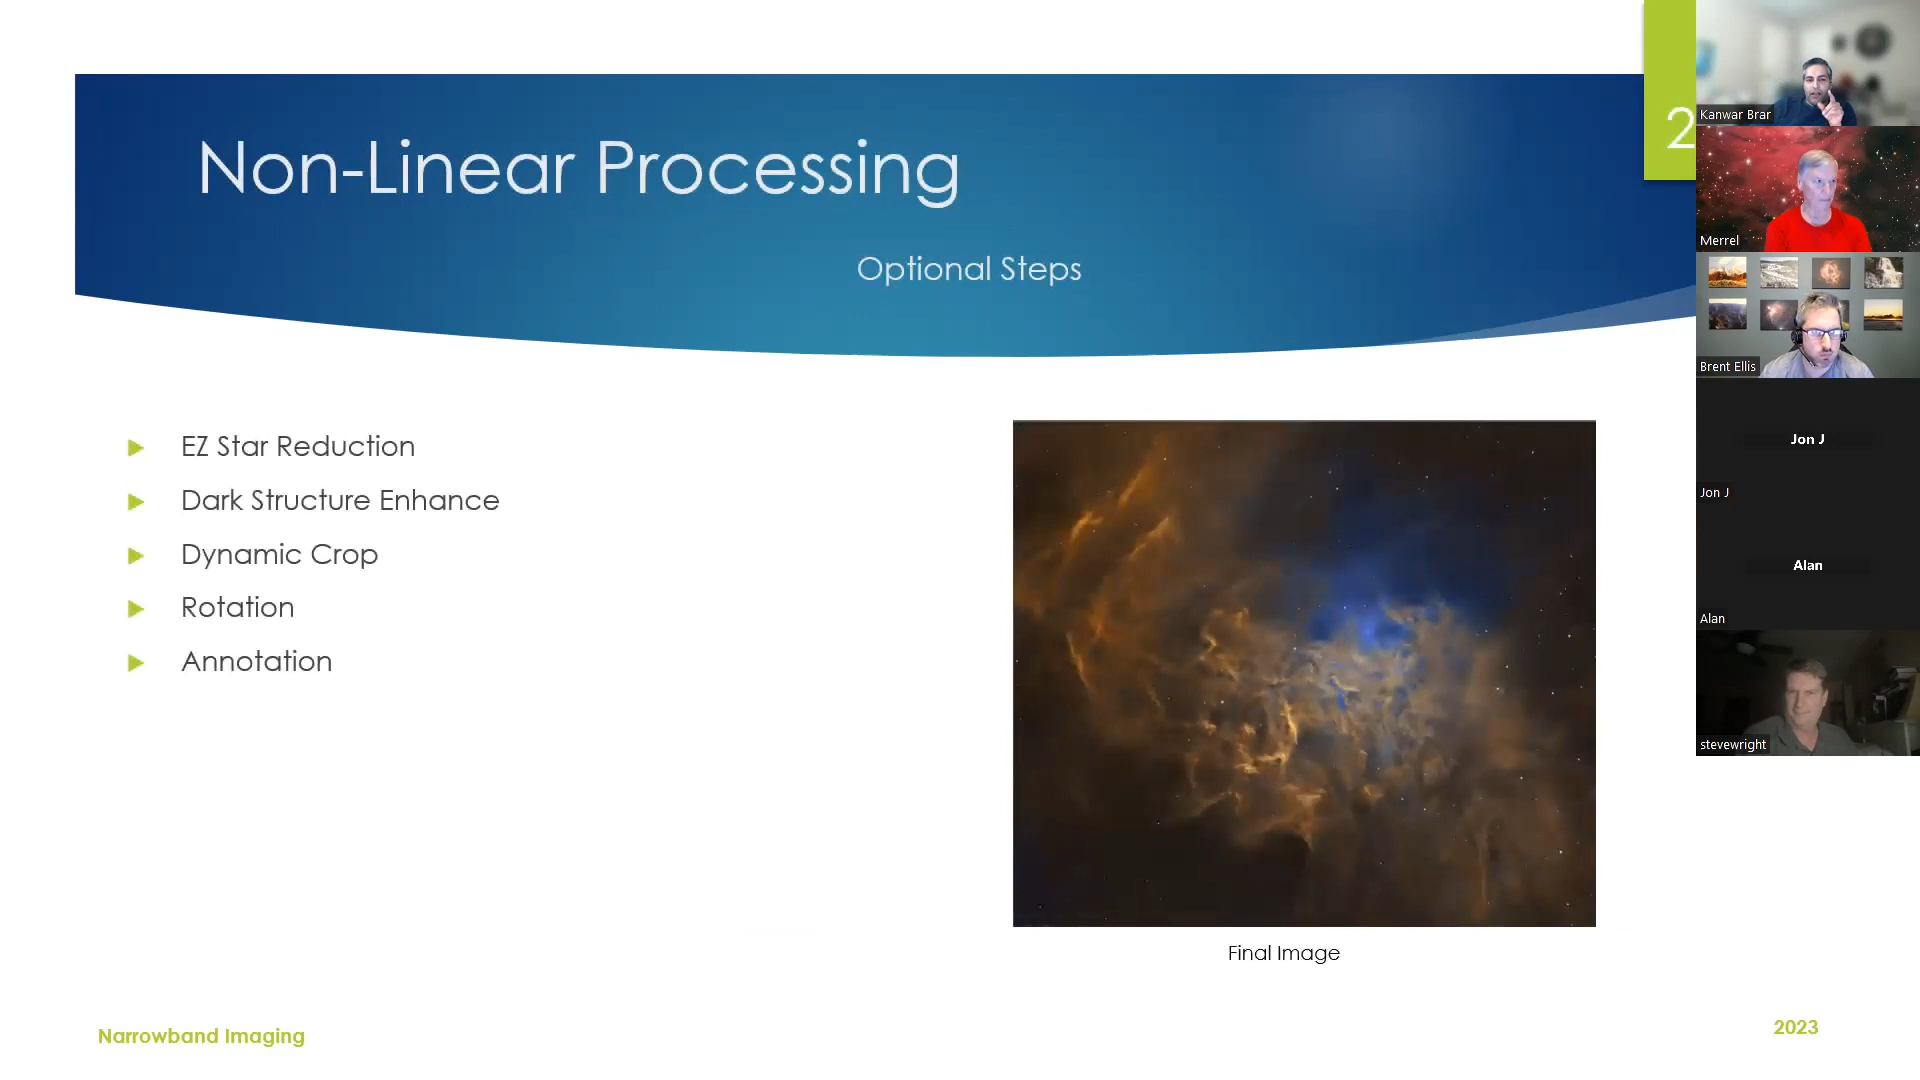 Non-Linear Processing
2
Optional Steps
EZ Star Reduction
Dark Structure Enhance
Dynamic Crop
Rotation
Annotation
Final Image
Narrowband Imaging
2023
Kanwar Brar
Merrel
Brent Ellis
Jon J
Jon J
Alan
Alan
stevewright